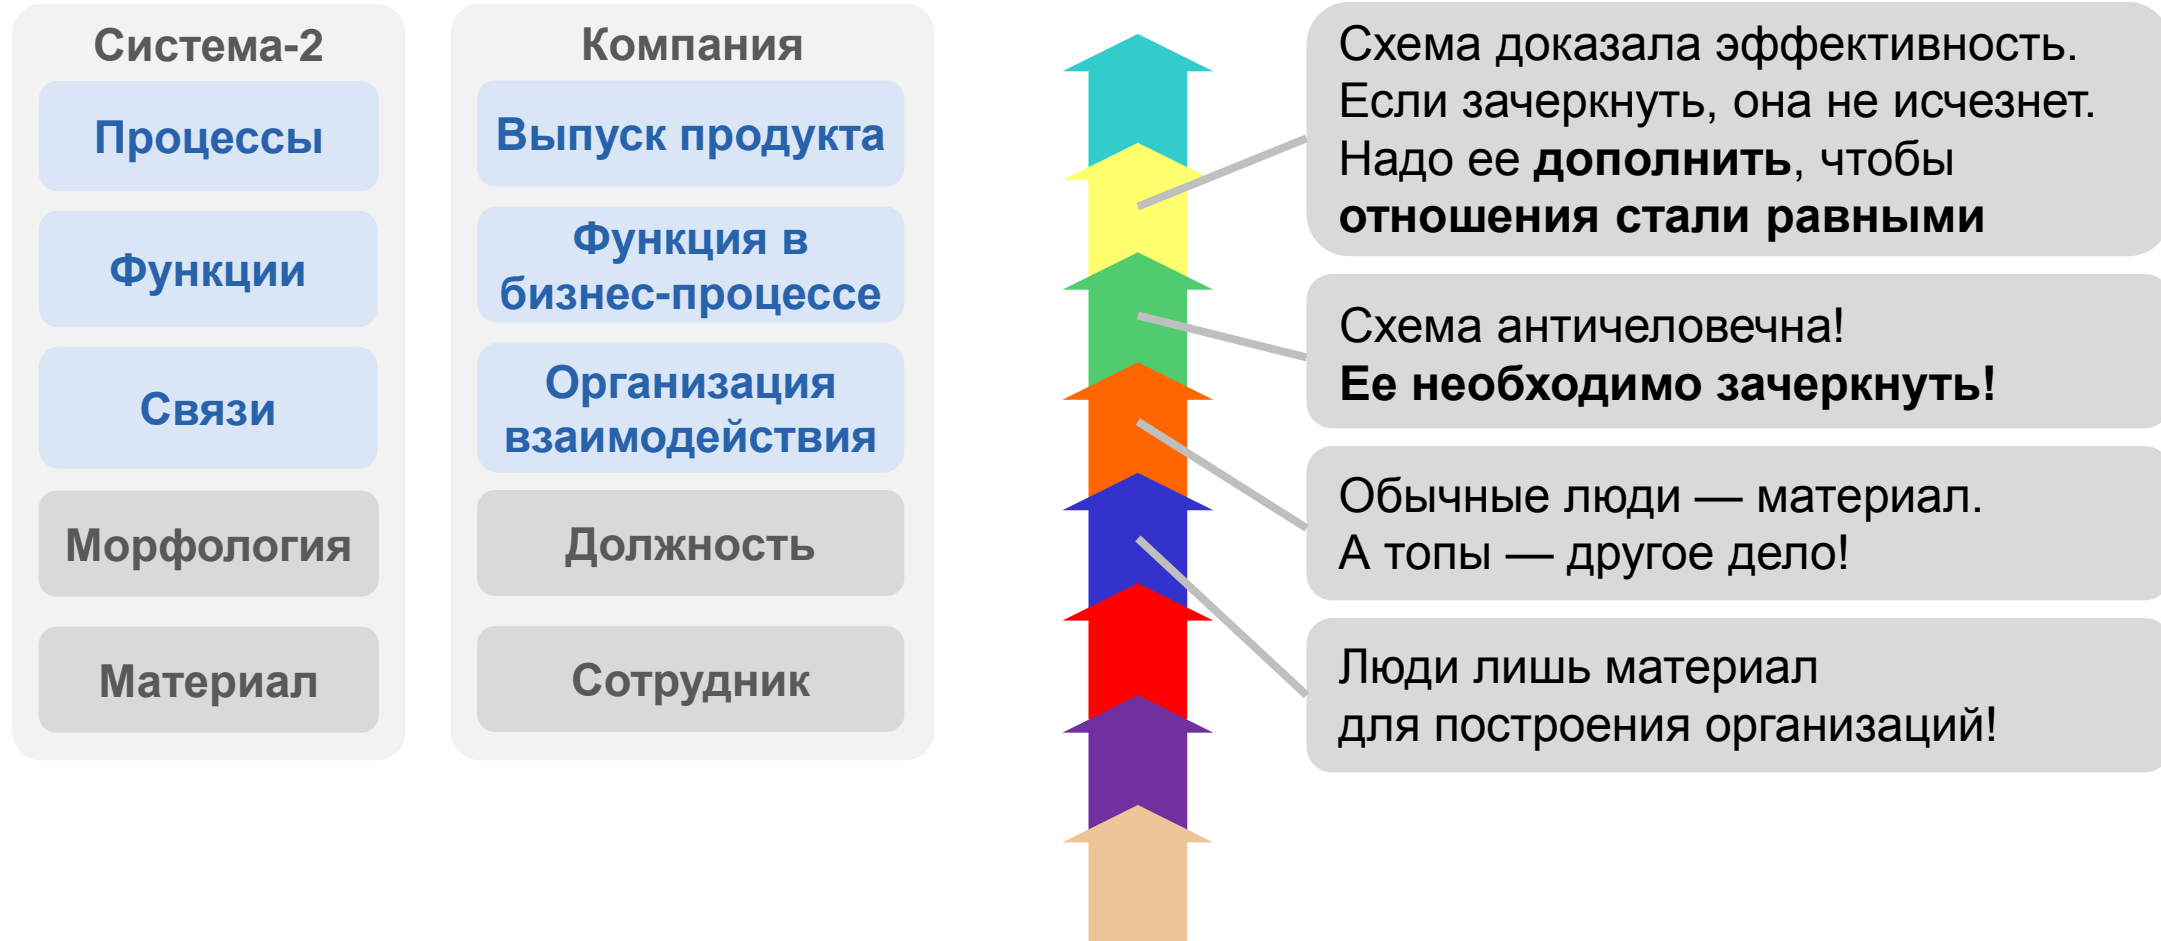 Система-2
Процессы
Функции
Связи
Морфология
Материал
Компания
Выпуск продукта
Функция в
бизнес-процессе
Организация
взаимодействия
Должность
Сотрудник
Схема доказала эффективность.
Если зачеркнуть, она не исчезнет.
Надо ее дополнить, чтобы
отношения стали равными
Схема античеловечна!
Ее необходимо зачеркнуть!
Обычные люди — материал.
А топы — другое дело!
Люди лишь материал
для построения организаций!